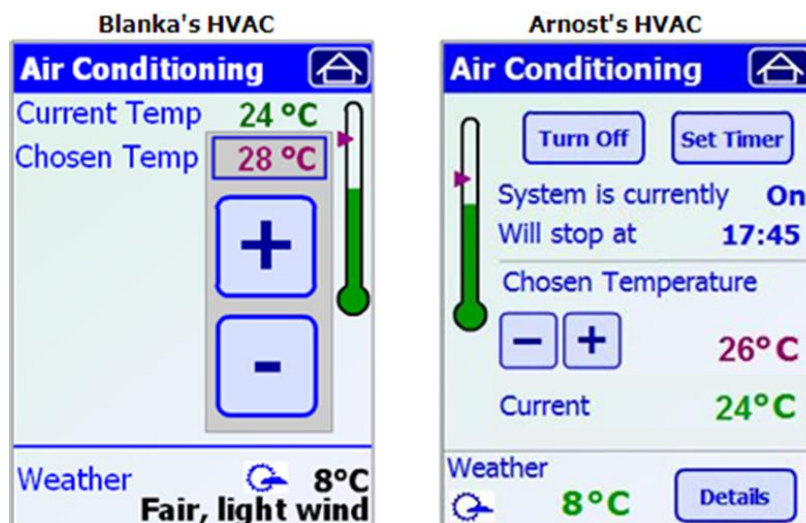 Blanka's HVAC
Air Conditioning
Current Temp 24 °C
Chosen Temp 28 °C
+
-
Weather 8°C
Fair, light wind
Arnost's HVAC
Air Conditioning
Turn Off Set Timer
System is currently On
Will stop at 17:45
Chosen Temperature
− + 26°C
Current 24°C
Weather
8°C Details